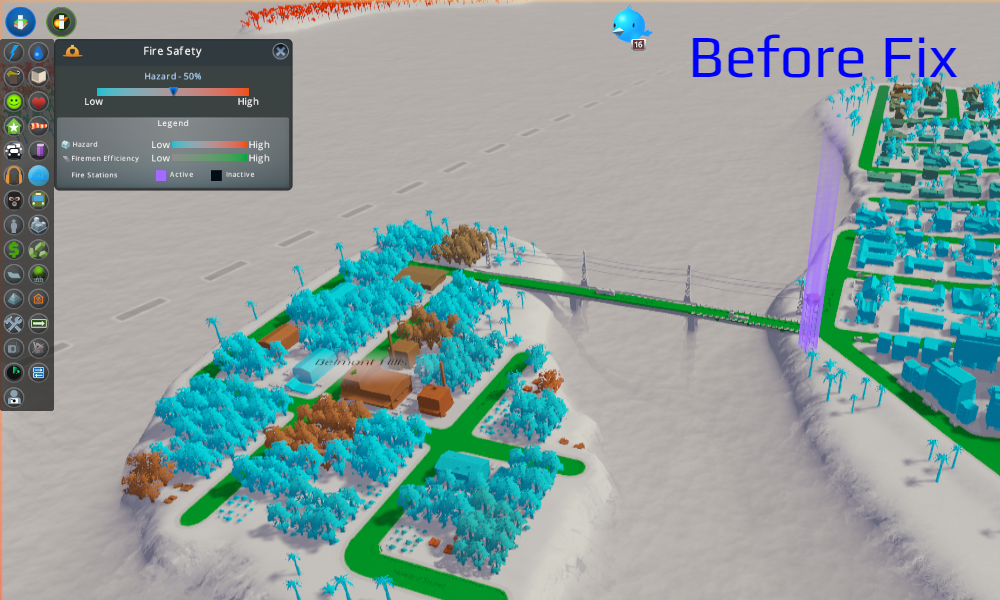 Before Fix
16
Fire Safety
Hazard - 50%
Low High
Legend
Hazard Low High
Firemen Efficiency Low High
Fire Stations Active Inactive
Belmont Hills